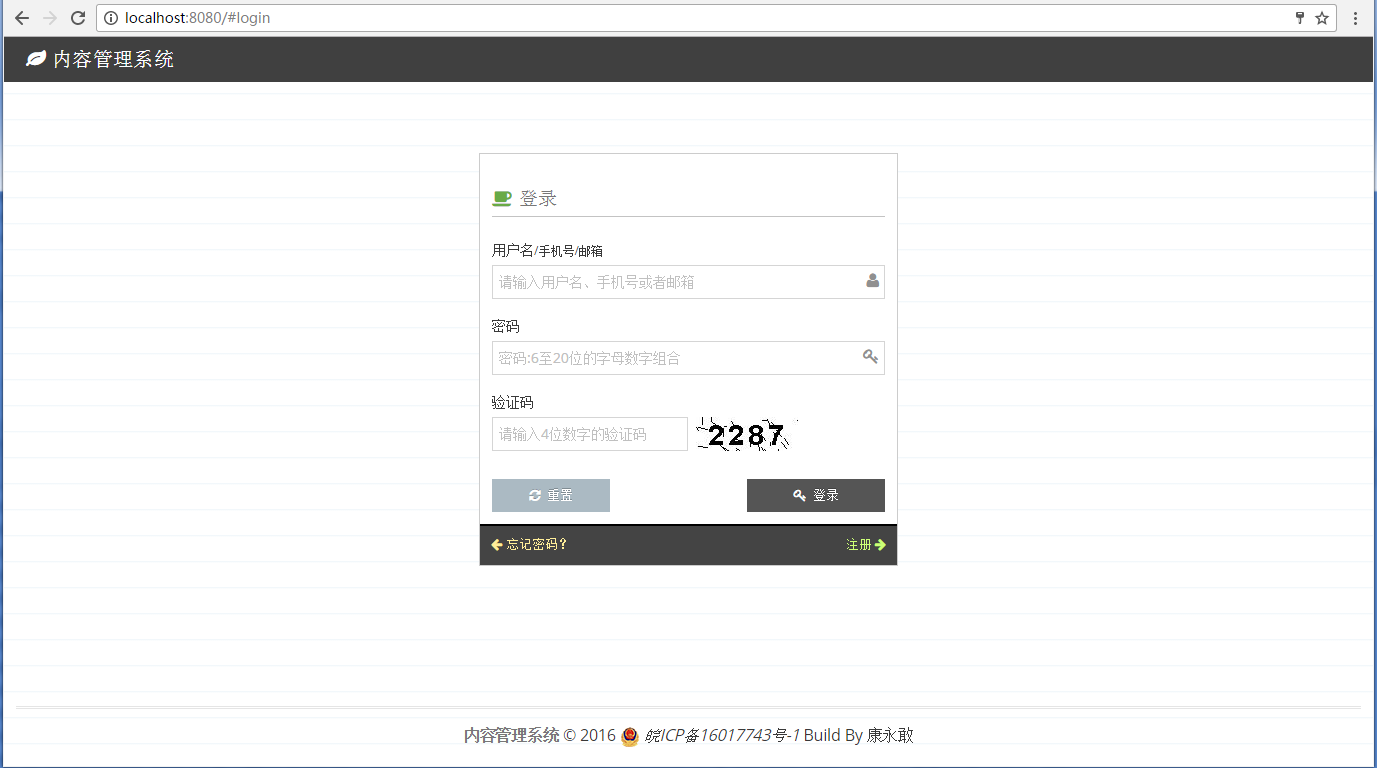 localhost:8080/#login
内容管理系统
登录
用户名/手机号/邮箱
请输入用户名、手机号或者邮箱
密码
密码:6至20位的字母数字组合
验证码
请输入4位数字的验证码 2287
重置 登录
忘记密码? 注册
内容管理系统 © 2016 皖ICP备16017743号-1 Build By 康永敢